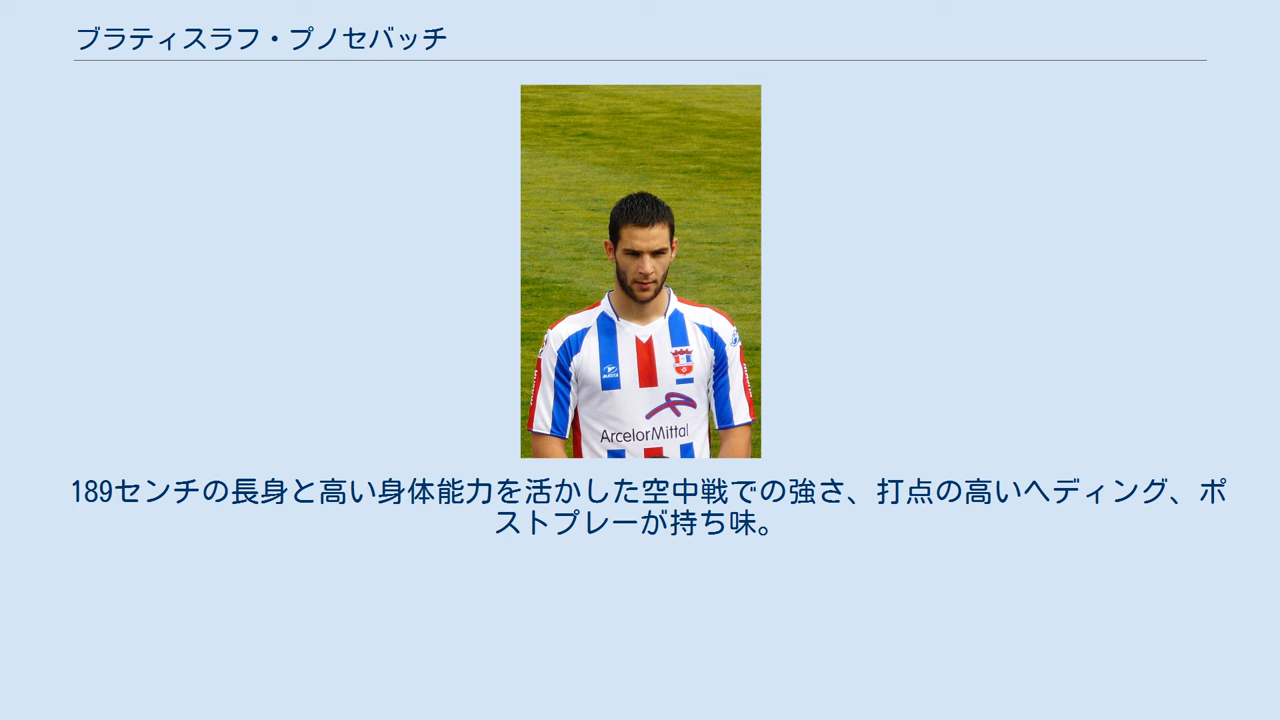 ブラティスラフ・プノセバッチ
ArcelorMittal
189センチの長身と高い身体能力を活かした空中戦での強さ、打点の高いヘディング、ポ
ストプレーが持ち味。